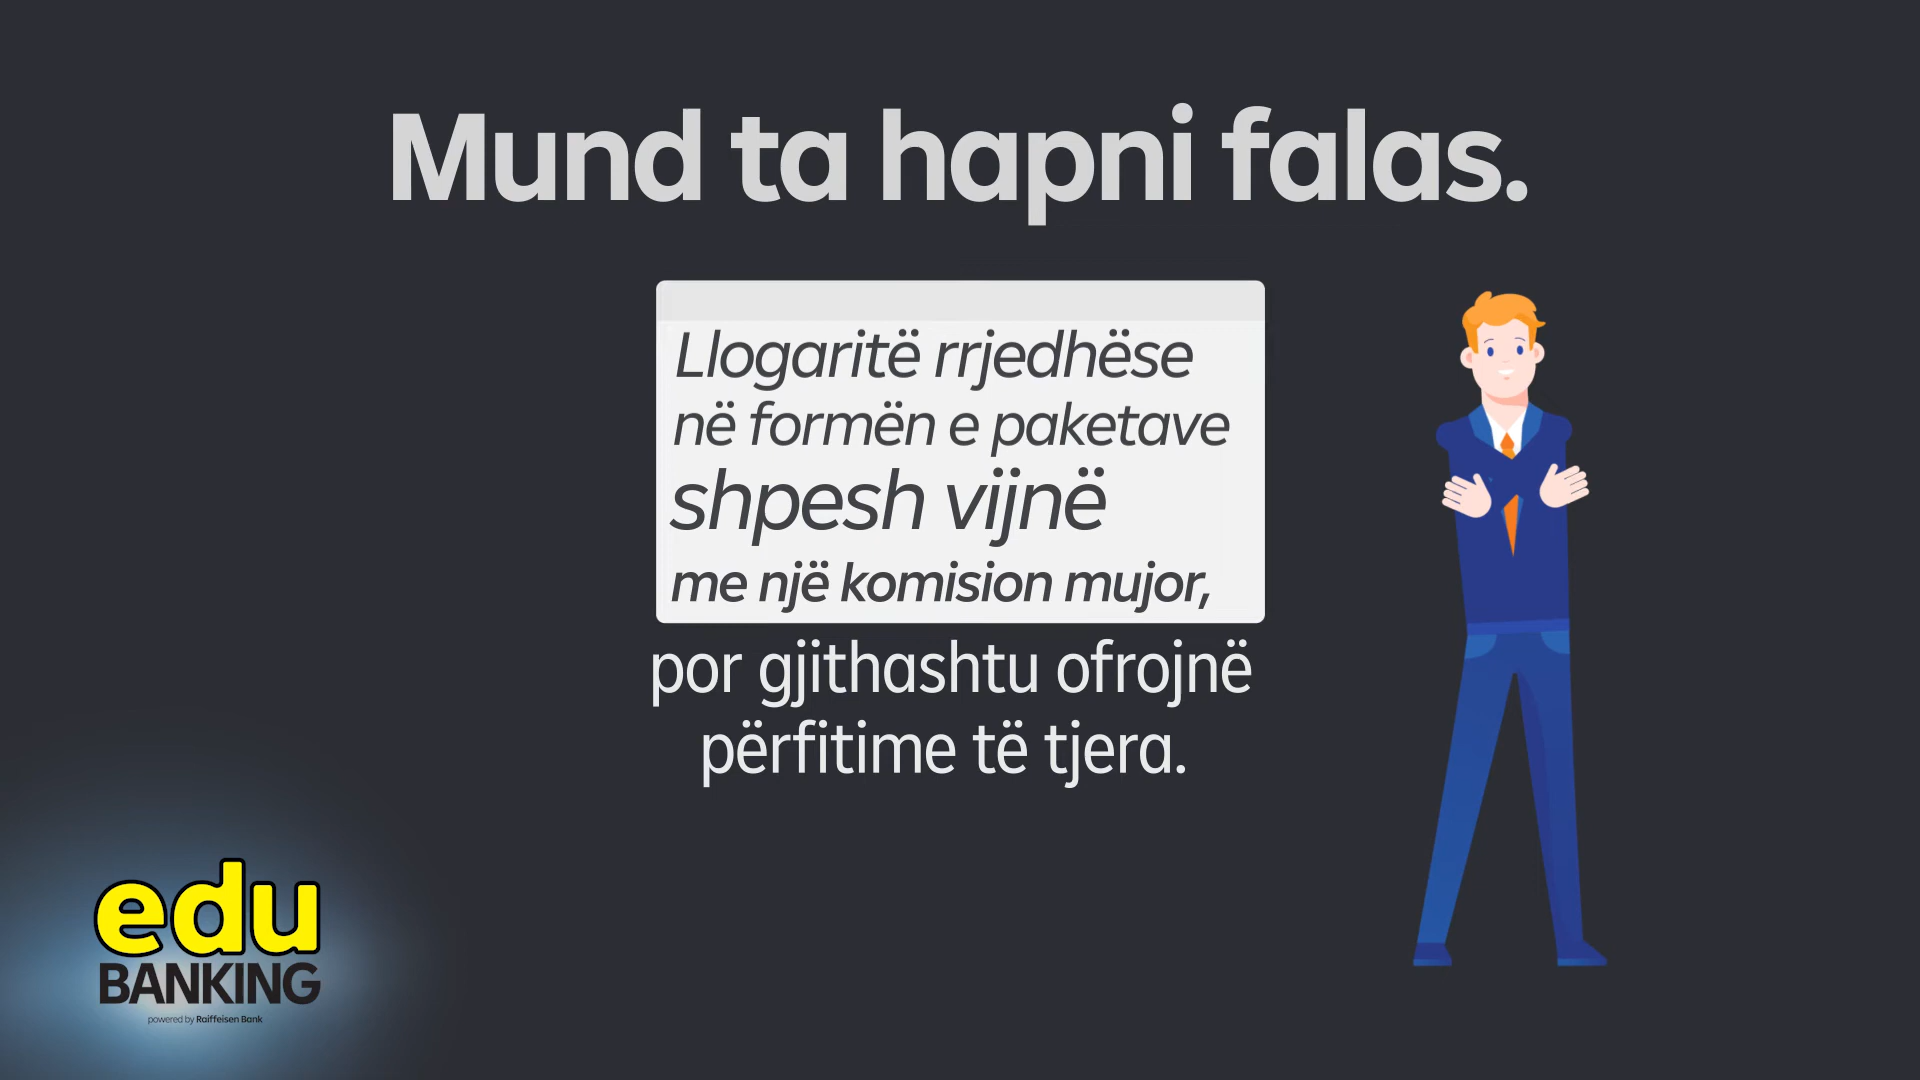 Mund ta hapni falas.
Llogaritë rrjedhëse
në formën e paketave
shpesh vijnë
me një komision mujor,
por gjithashtu ofrojnë
përfitime të tjera.
edu
BANKING
powered by Raiffeisen Bank